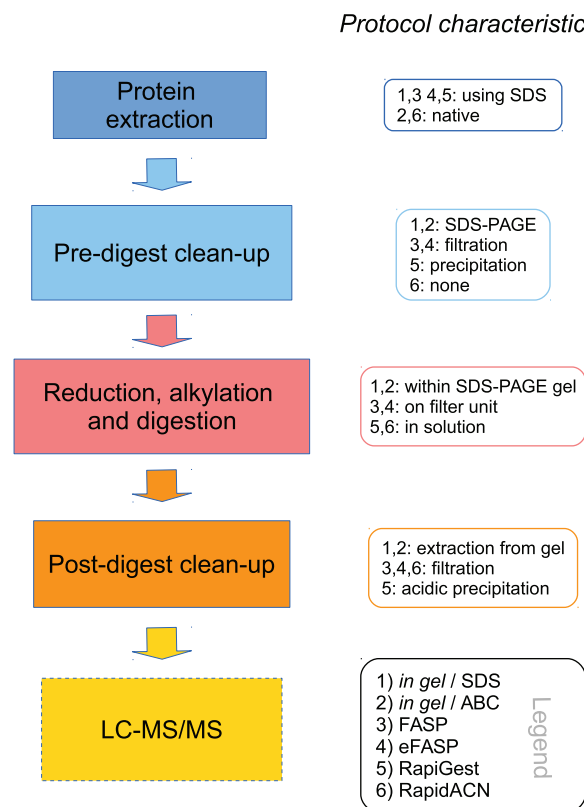 Protocol characteristic
Protein
extraction
1,3 4,5: using SDS
2,6: native
Pre-digest clean-up
1,2: SDS-PAGE
3,4: filtration
5: precipitation
6: none
Reduction, alkylation
and digestion
1,2: within SDS-PAGE gel
3,4: on filter unit
5,6: in solution
Post-digest clean-up
1,2: extraction from gel
3,4,6: filtration
5: acidic precipitation
LC-MS/MS
1) in gel / SDS
2) in gel / ABC
3) FASP
4) eFASP
5) RapiGest
6) RapidACN
Legend